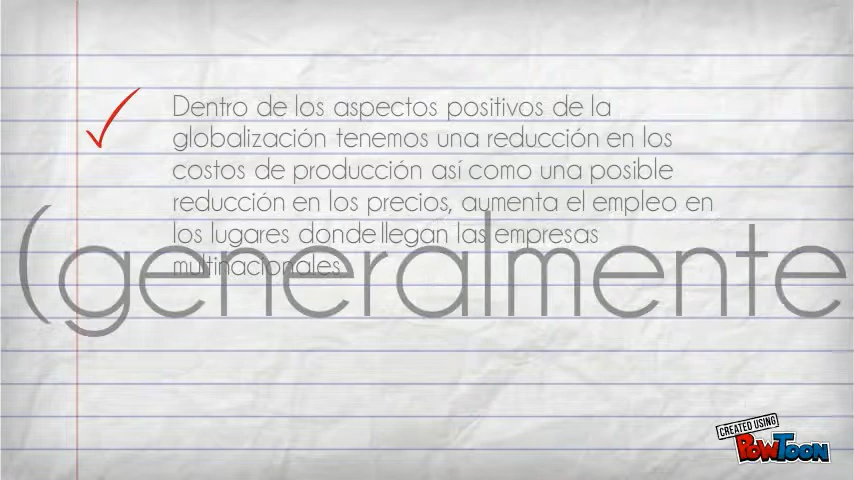 Dentro de los aspectos positivos de la
globalización tenemos una reducción en los
costos de producción así como una posible
reducción en los precios, aumenta el empleo en
los lugares donde llegan las empresas
multinacionales
(generalmente
CREATED USING
POWTOON